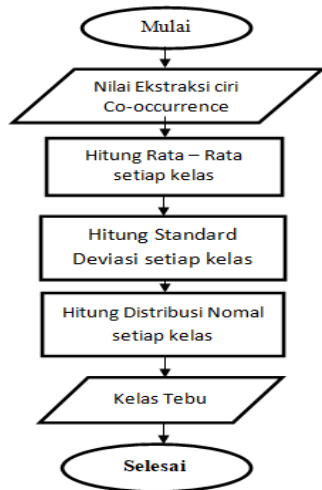 Mulai
Nilai Ekstraksi ciri
Co-occurrence
Hitung Rata – Rata
setiap kelas
Hitung Standard
Deviasi setiap kelas
Hitung Distribusi Nomal
setiap kelas
Kelas Tebu
Selesai